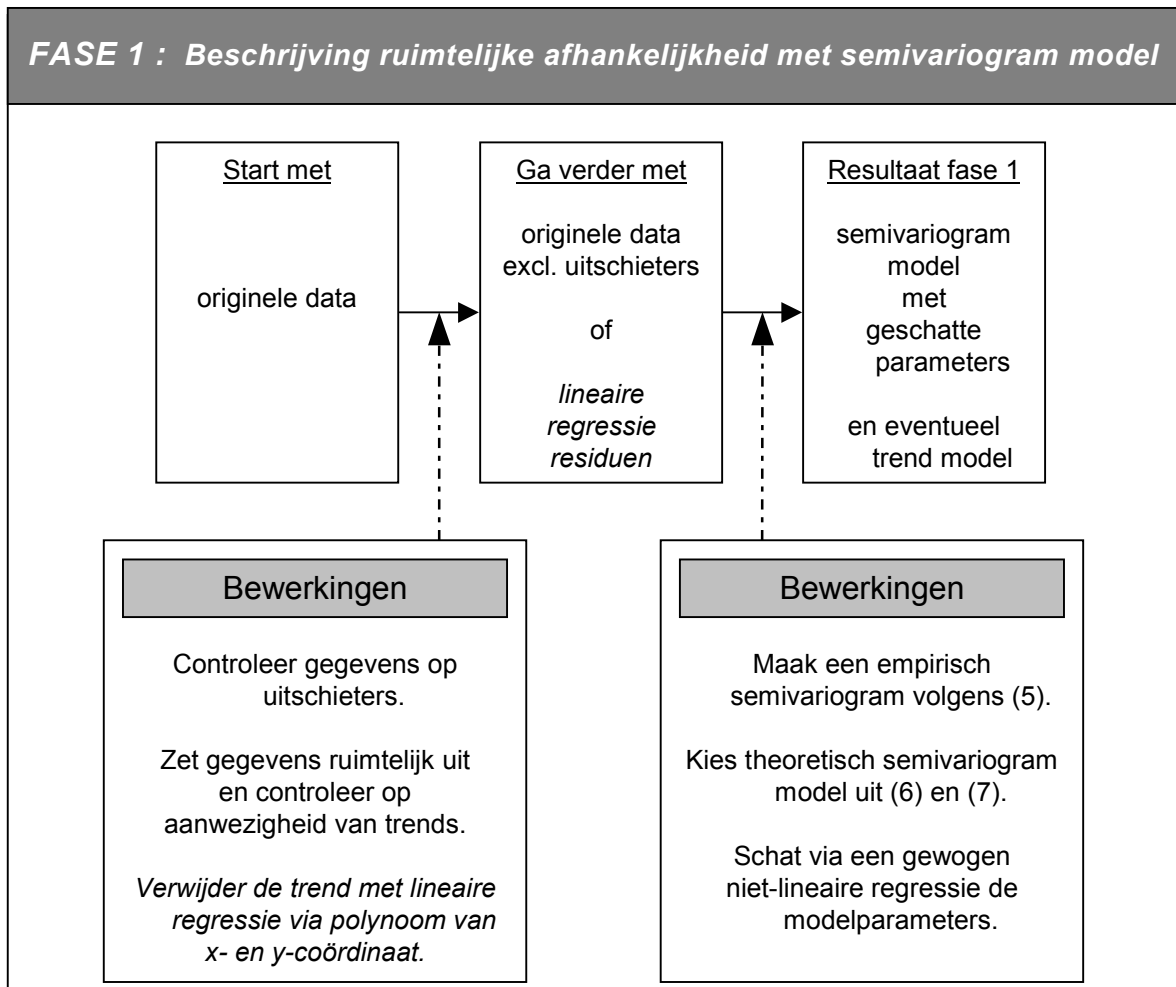 FASE 1 : Beschrijving ruimtelijke afhankelijkheid met semivariogram model
Start met
originele data
Ga verder met
originele data
excl. uitschieters
of
lineaire
regressie
residuen
Resultaat fase 1
semivariogram
model
met
geschatte
parameters
en eventueel
trend model
Bewerkingen
Controleer gegevens op
uitschieters.
Zet gegevens ruimtelijk uit
en controleer op
aanwezigheid van trends.
Verwijder de trend met lineaire
regressie via polynoom van
x- en y-coördinaat.
Bewerkingen
Maak een empirisch
semivariogram volgens (5).
Kies theoretisch semivariogram
model uit (6) en (7).
Schat via een gewogen
niet-lineaire regressie de
modelparameters.